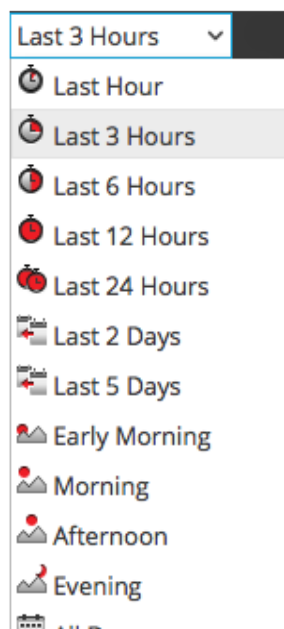 Last 3 Hours
Last Hour
Last 3 Hours
Last 6 Hours
Last 12 Hours
Last 24 Hours
Last 2 Days
Last 5 Days
Early Morning
Morning
Afternoon
Evening